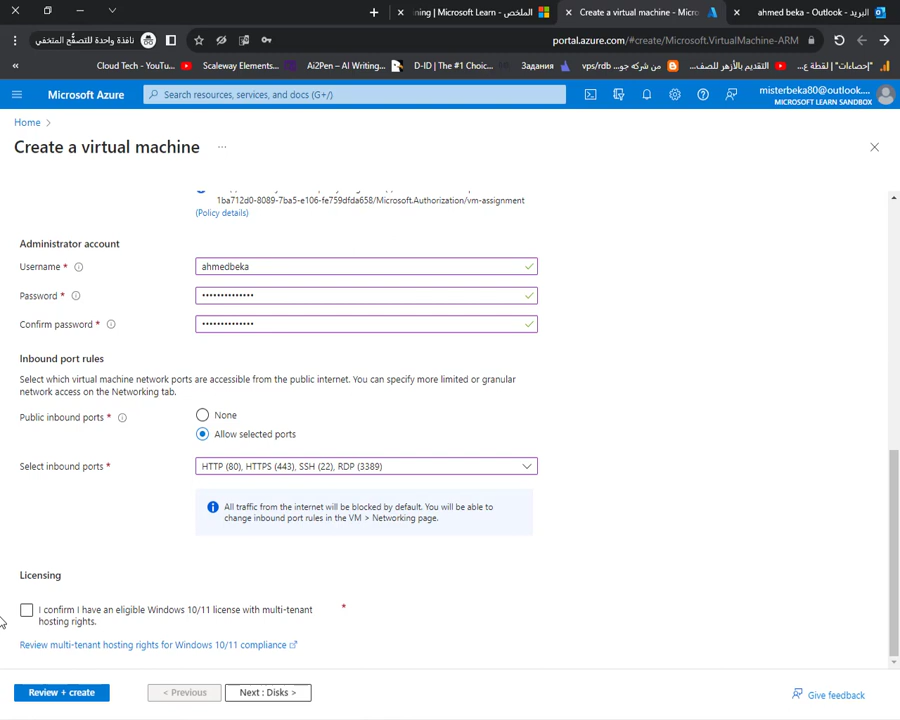 ining | Microsoft Learn - الملخص
Create a virtual machine - Micro
ahmed beka - Outlook - البريد
نافذة واحدة للتصفُّح المتخفي
portal.azure.com/#create/Microsoft.VirtualMachine-ARM
«
Cloud Tech - YouTu...
Scaleway Elements...
Ai2Pen – AI Writing...
D-ID | The #1 Choic...
Задания
vps/rdb من شركه جو...
التقديم بالأزهر للصف...
"إحصاءات" | لقطة ع...
Microsoft Azure
Search resources, services, and docs (G+/)
misterbeka80@outlook....
MICROSOFT LEARN SANDBOX
Home >
Create a virtual machine ...
1ba712d0-8089-7ba5-e106-fe759dfda658/Microsoft.Authorization/vm-assignment
(Policy details)
Administrator account
Username *
ahmedbeka
Password *
••••••••••••••
Confirm password *
••••••••••••••
Inbound port rules
Select which virtual machine network ports are accessible from the public internet. You can specify more limited or granular
network access on the Networking tab.
Public inbound ports *
None
Allow selected ports
Select inbound ports *
HTTP (80), HTTPS (443), SSH (22), RDP (3389)
All traffic from the internet will be blocked by default. You will be able to
change inbound port rules in the VM > Networking page.
Licensing
I confirm I have an eligible Windows 10/11 license with multi-tenant *
hosting rights.
Review multi-tenant hosting rights for Windows 10/11 compliance
Review + create
< Previous
Next : Disks >
Give feedback